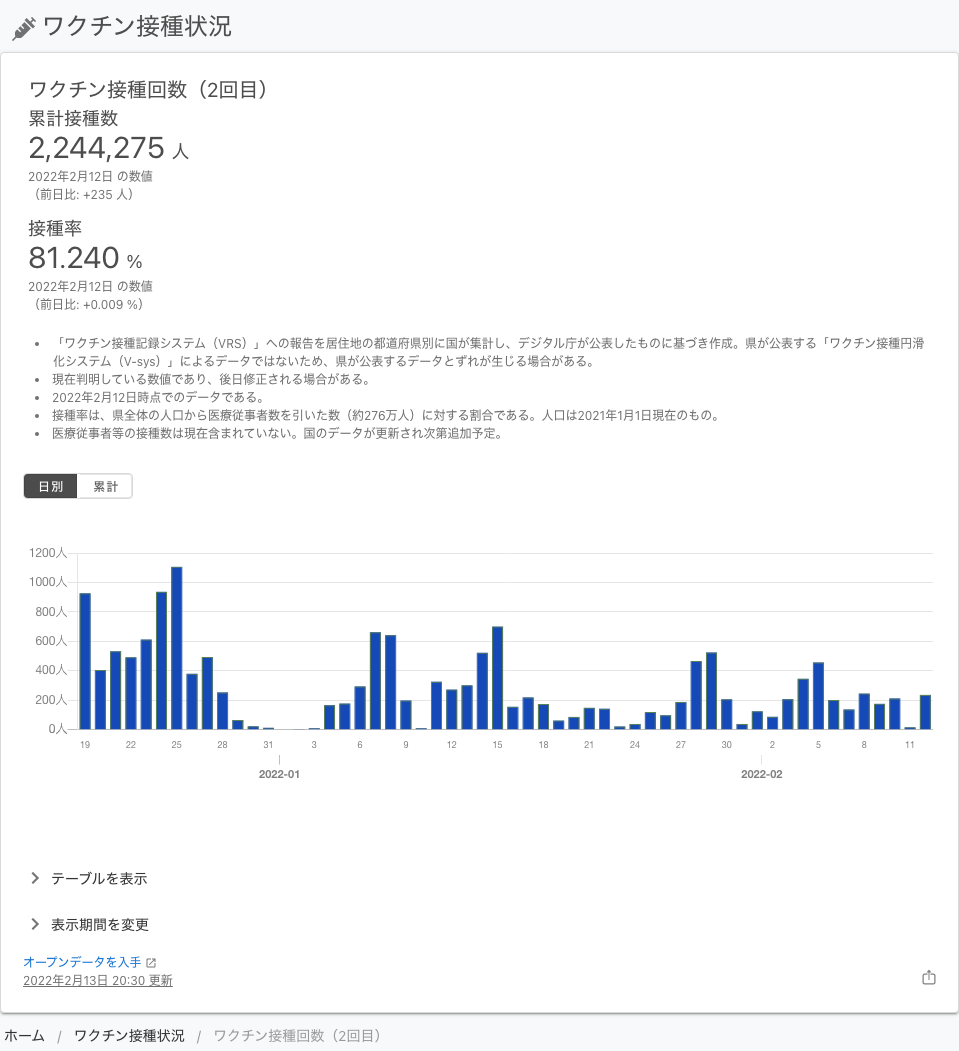 ワクチン接種状況
ワクチン接種回数（2回目）
累計接種数
2,244,275 人
2022年2月12日 の数値
（前日比: +235 人）
接種率
81.240 %
2022年2月12日 の数値
（前日比: +0.009 %）
• 「ワクチン接種記録システム（VRS）」への報告を居住地の都道府県別に国が集計し、デジタル庁が公表したものに基づき作成。県が公表する「ワクチン接種円滑
化システム（V-sys）」によるデータではないため、県が公表するデータとずれが生じる場合がある。
• 現在判明している数値であり、後日修正される場合がある。
• 2022年2月12日時点でのデータである。
• 接種率は、県全体の人口から医療従事者数を引いた数（約276万人）に対する割合である。人口は2021年1月1日現在のもの。
• 医療従事者等の接種数は現在含まれていない。国のデータが更新され次第追加予定。
日別 累計
1200人
1000人
800人
600人
400人
200人
0人
19 22 25 28 31 3 6 9 12 15 18 21 24 27 30 2 5 8 11
2022-01 2022-02
テーブルを表示
表示期間を変更
オープンデータを入手
2022年2月13日 20:30 更新
ホーム / ワクチン接種状況 / ワクチン接種回数（2回目）